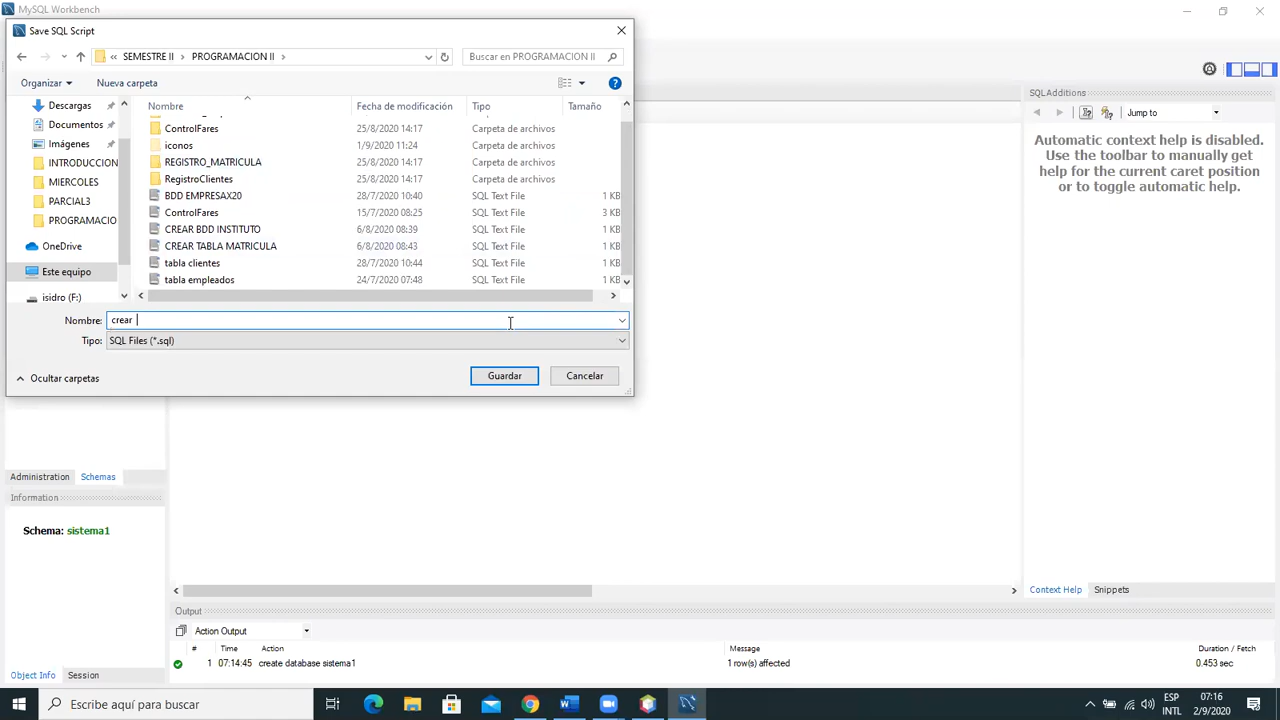 MySQL Workbench
Save SQL Script
« SEMESTRE II > PROGRAMACION II >
Buscar en PROGRAMACION II
Organizar
Nueva carpeta
Descargas
Documentos
Imágenes
INTRODUCCION
MIERCOLES
PARCIAL3
PROGRAMACIO
OneDrive
Este equipo
isidro (F:)
Nombre Fecha de modificación Tipo Tamaño
ControlFares 25/8/2020 14:17 Carpeta de archivos
iconos 1/9/2020 11:24 Carpeta de archivos
REGISTRO_MATRICULA 25/8/2020 14:17 Carpeta de archivos
RegistroClientes 25/8/2020 14:17 Carpeta de archivos
BDD EMPRESAX20 28/7/2020 10:40 SQL Text File 1 KB
ControlFares 15/7/2020 08:25 SQL Text File 3 KB
CREAR BDD INSTITUTO 6/8/2020 08:39 SQL Text File 1 KB
CREAR TABLA MATRICULA 6/8/2020 08:43 SQL Text File 1 KB
tabla clientes 28/7/2020 10:44 SQL Text File 1 KB
tabla empleados 24/7/2020 07:48 SQL Text File 1 KB
Nombre: crear
Tipo: SQL Files (*.sql)
Ocultar carpetas
Guardar
Cancelar
SQLAdditions
Jump to
Automatic context help is disabled.
Use the toolbar to manually get
help for the current caret position
or to toggle automatic help.
Administration Schemas
Information
Schema: sistema1
Object Info Session
Context Help Snippets
Output
Action Output
# Time Action Message Duration / Fetch
1 07:14:45 create database sistema1 1 row(s) affected 0.453 sec
Escribe aquí para buscar
ESP
INTL
07:16
2/9/2020